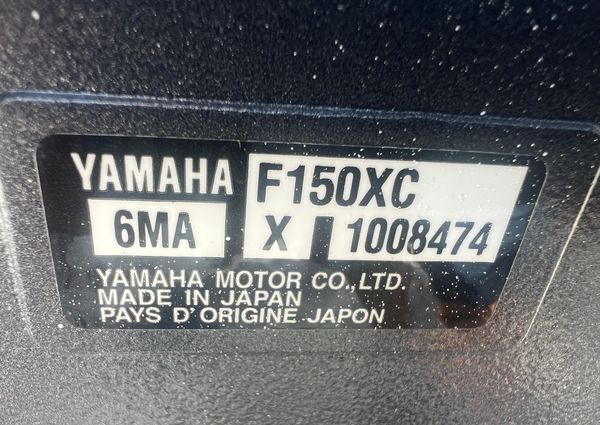 YAMAHA F150XC
6MA X 1008474
YAMAHA MOTOR CO.,LTD.
MADE IN JAPAN
PAYS D'ORIGINE JAPON